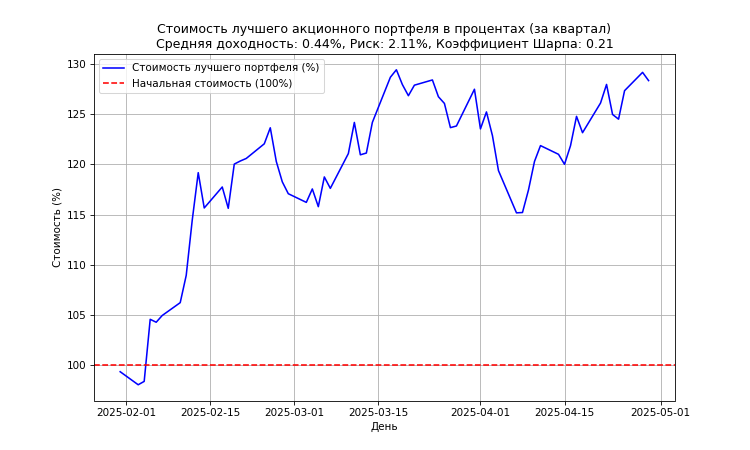 Стоимость лучшего акционного портфеля в процентах (за квартал)
Средняя доходность: 0.44%, Риск: 2.11%, Коэффициент Шарпа: 0.21
Стоимость лучшего портфеля (%)
Начальная стоимость (100%)
Стоимость (%)
130
125
120
115
110
105
100
2025-02-01
2025-02-15
2025-03-01
2025-03-15
2025-04-01
2025-04-15
2025-05-01
День